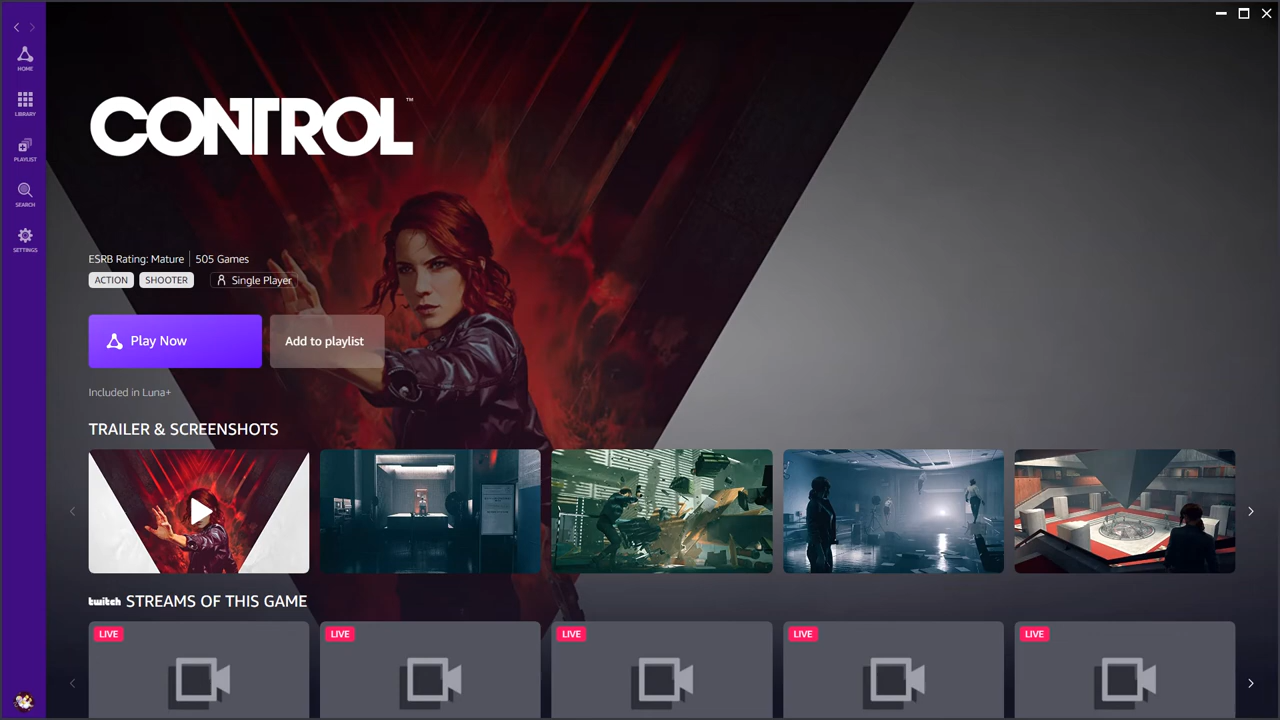 HOME
LIBRARY
PLAYLIST
SEARCH
SETTINGS
CONTROL™
ESRB Rating: Mature | 505 Games
ACTION SHOOTER Single Player
Play Now Add to playlist
Included in Luna+
TRAILER & SCREENSHOTS
twitch STREAMS OF THIS GAME
LIVE LIVE LIVE LIVE LIVE